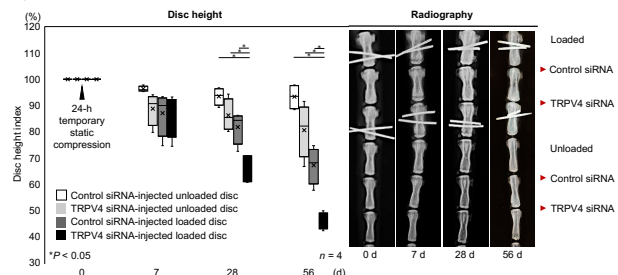 Disc height
Radiography
(%)
120
110
100
90
80
70
60
50
40
30
Disc height index
24-h
temporary
static
compression
* * *
* * *
Control siRNA-injected unloaded disc
TRPV4 siRNA-injected unloaded disc
Control siRNA-injected loaded disc
TRPV4 siRNA-injected loaded disc
*P < 0.05
n = 4
0 7 28 56 (d)
Loaded
Control siRNA
TRPV4 siRNA
Unloaded
Control siRNA
TRPV4 siRNA
0 d 7 d 28 d 56 d